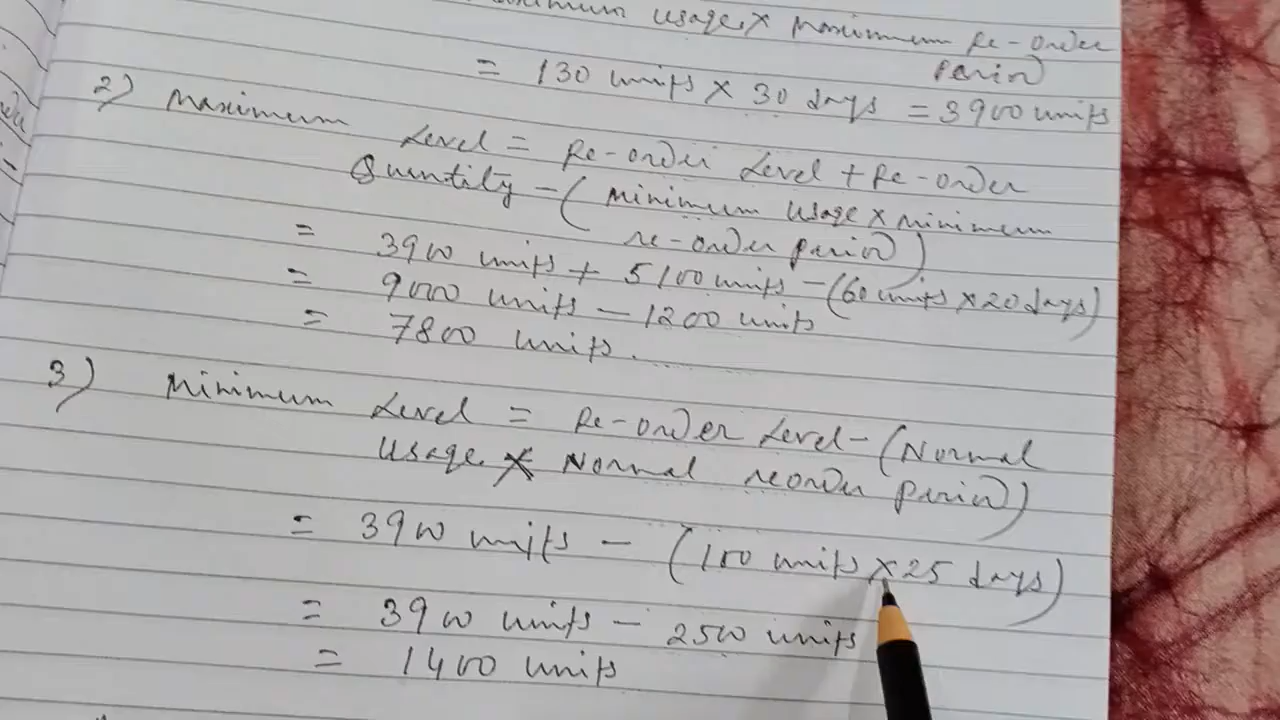 usage × Maximum Re-order
Period
= 130 units × 30 days = 3900 units
2) Maximum Level = Re-order Level + Re-order
Quantity - (Minimum usage × Minimum
re-order period)
= 3900 units + 5100 units - (60 units × 20 days)
= 9000 units - 1200 units
= 7800 units.
3) Minimum Level = Re-order Level - (Normal
usage × Normal reorder period)
= 3900 units - (100 units × 25 days)
= 3900 units - 2500 units
= 1400 units